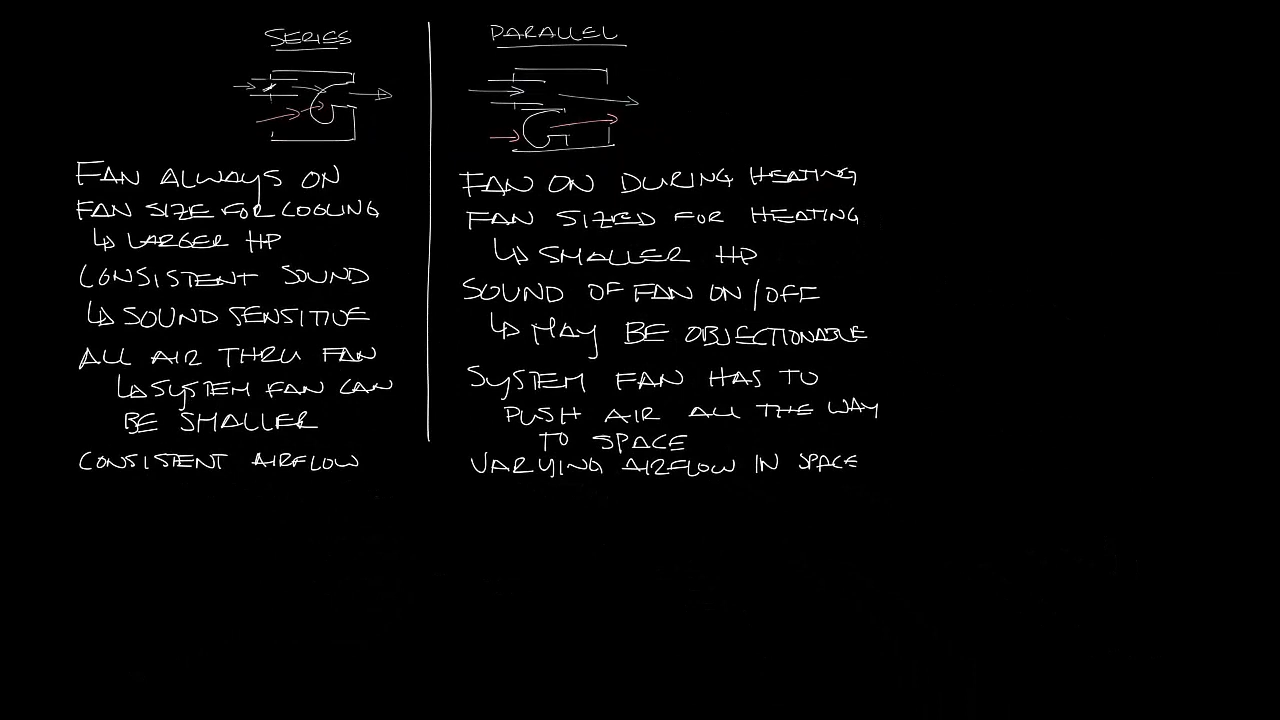 SERIES
FAN ALWAYS ON
FAN SIZE FOR COOLING
↳ LARGER HP
CONSISTENT SOUND
↳ SOUND SENSITIVE
ALL AIR THRU FAN
↳ SYSTEM FAN CAN
BE SMALLER
CONSISTENT AIRFLOW
PARALLEL
FAN ON DURING HEATING
FAN SIZED FOR HEATING
↳ SMALLER HP
SOUND OF FAN ON/OFF
↳ MAY BE OBJECTIONABLE
SYSTEM FAN HAS TO
PUSH AIR ALL THE WAY
TO SPACE
VARYING AIRFLOW IN SPACE